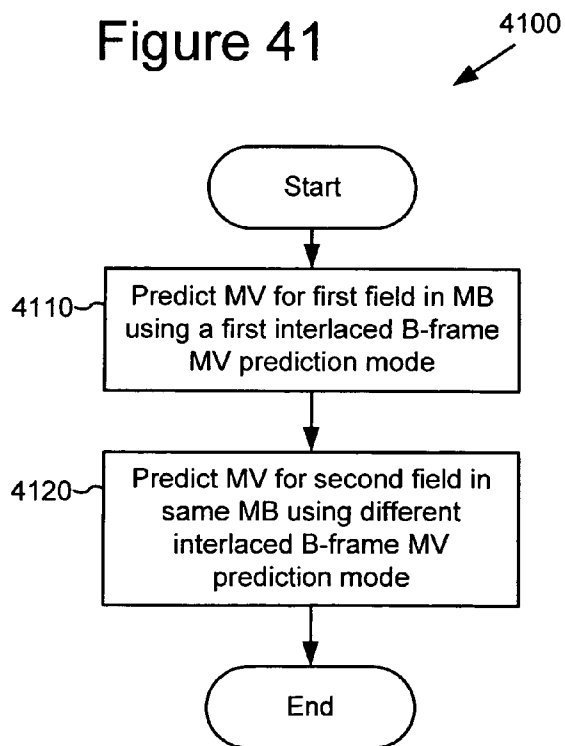 Figure 41
4100
Start
4110
Predict MV for first field in MB
using a first interlaced B-frame
MV prediction mode
4120
Predict MV for second field in
same MB using different
interlaced B-frame MV
prediction mode
End